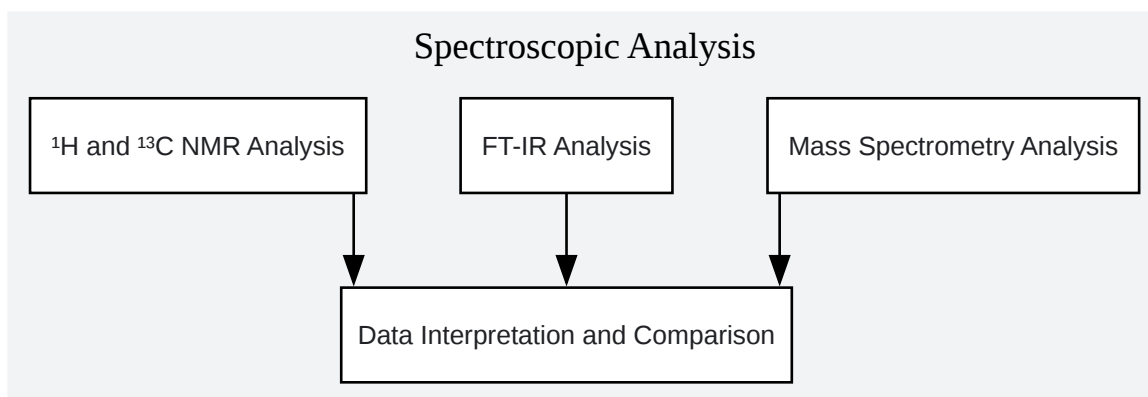 Spectroscopic Analysis
¹H and ¹³C NMR Analysis
FT-IR Analysis
Mass Spectrometry Analysis
Data Interpretation and Comparison